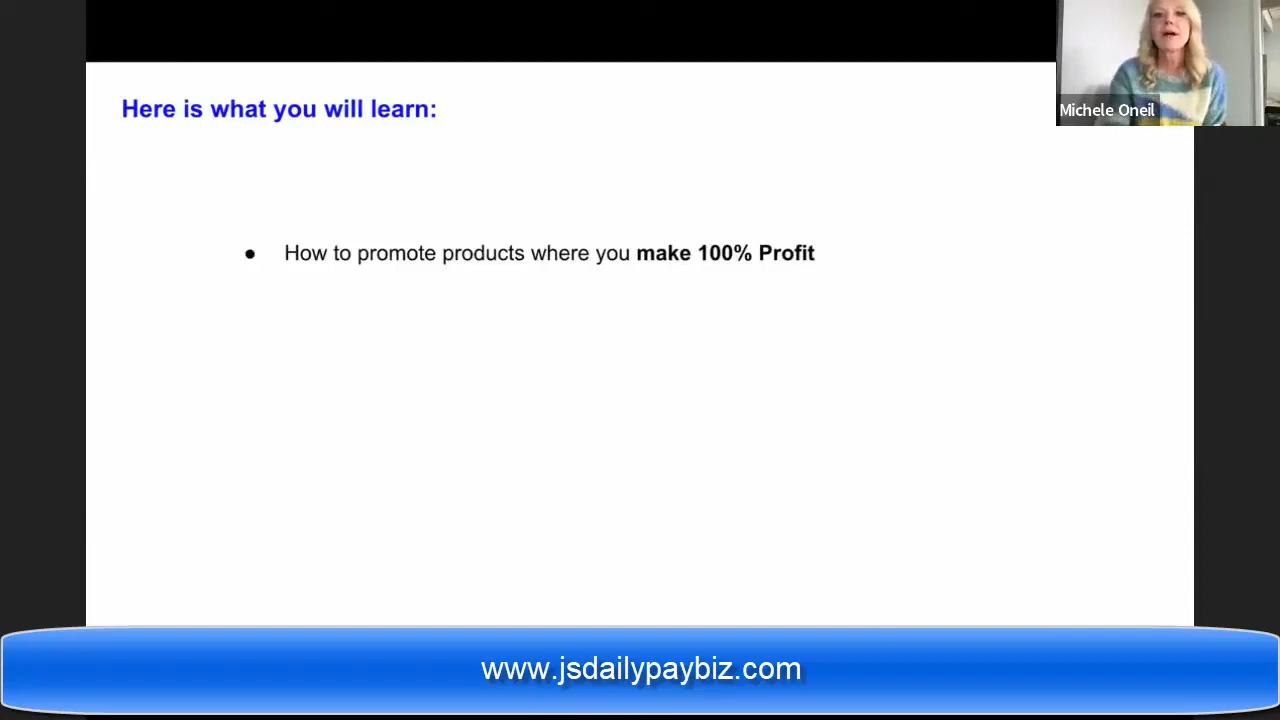 Here is what you will learn:
Michele Oneil
● How to promote products where you make 100% Profit
www.jsdailypaybiz.com